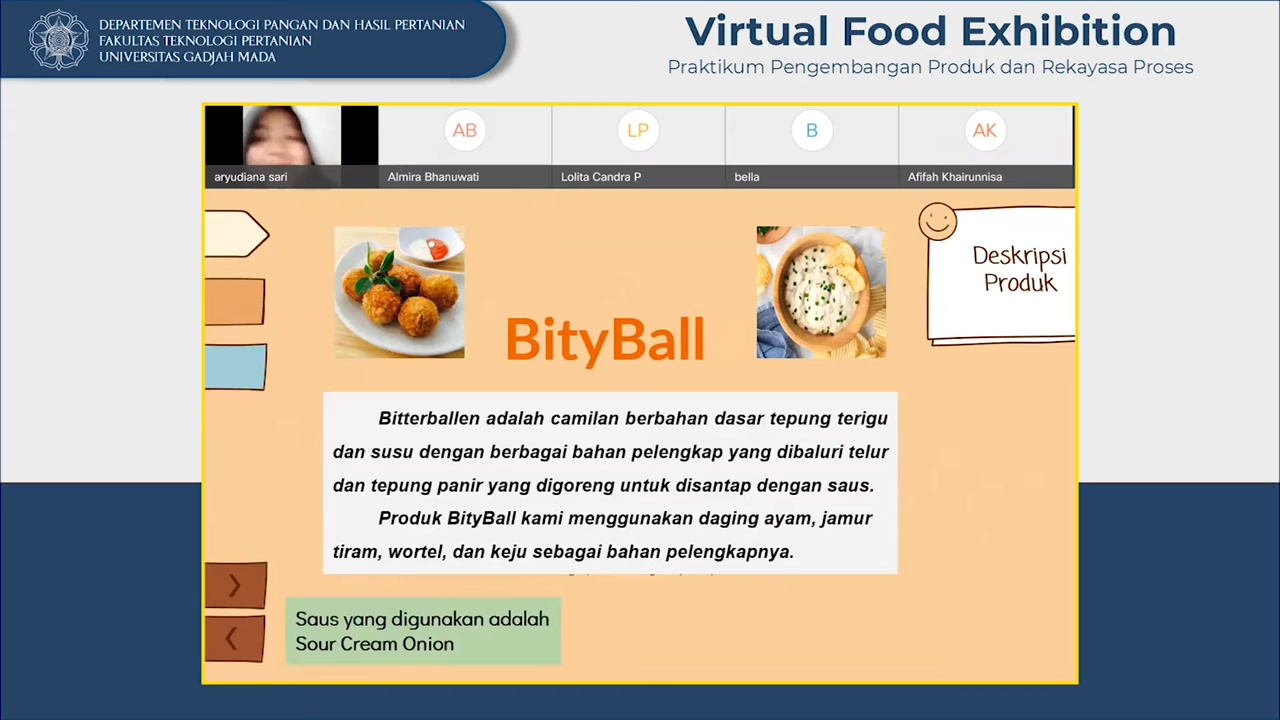 DEPARTEMEN TEKNOLOGI PANGAN DAN HASIL PERTANIAN
FAKULTAS TEKNOLOGI PERTANIAN
UNIVERSITAS GADJAH MADA
Virtual Food Exhibition
Praktikum Pengembangan Produk dan Rekayasa Proses
AB
LP
B
AK
aryudiana sari
Almira Bhanuwati
Lolita Candra P
bella
Afifah Khairunnisa
Deskripsi
Produk
BityBall
Bitterballen adalah camilan berbahan dasar tepung terigu
dan susu dengan berbagai bahan pelengkap yang dibaluri telur
dan tepung panir yang digoreng untuk disantap dengan saus.
Produk BityBall kami menggunakan daging ayam, jamur
tiram, wortel, dan keju sebagai bahan pelengkapnya.
Saus yang digunakan adalah
Sour Cream Onion